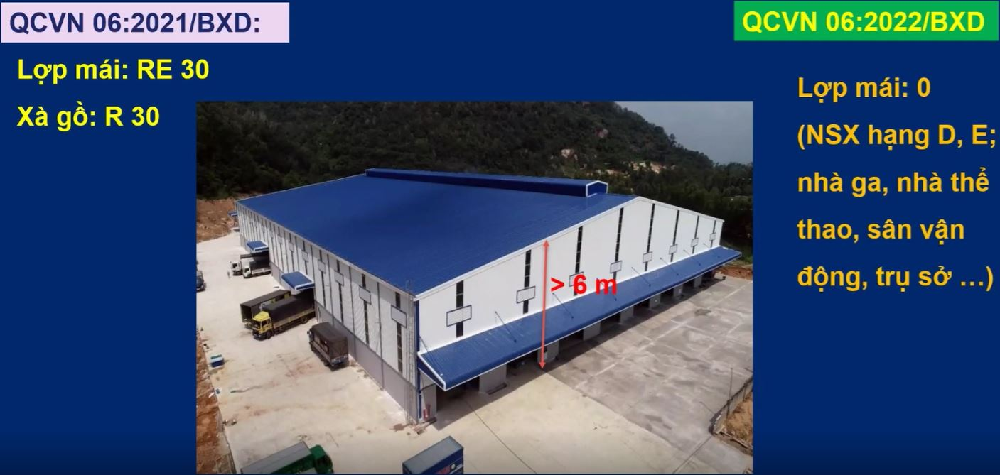 QCVN 06:2021/BXD:
Lợp mái: RE 30
Xà gồ: R 30
> 6 m
QCVN 06:2022/BXD
Lợp mái: 0
(NSX hạng D, E;
nhà ga, nhà thể
thao, sân vận
động, trụ sở ...)